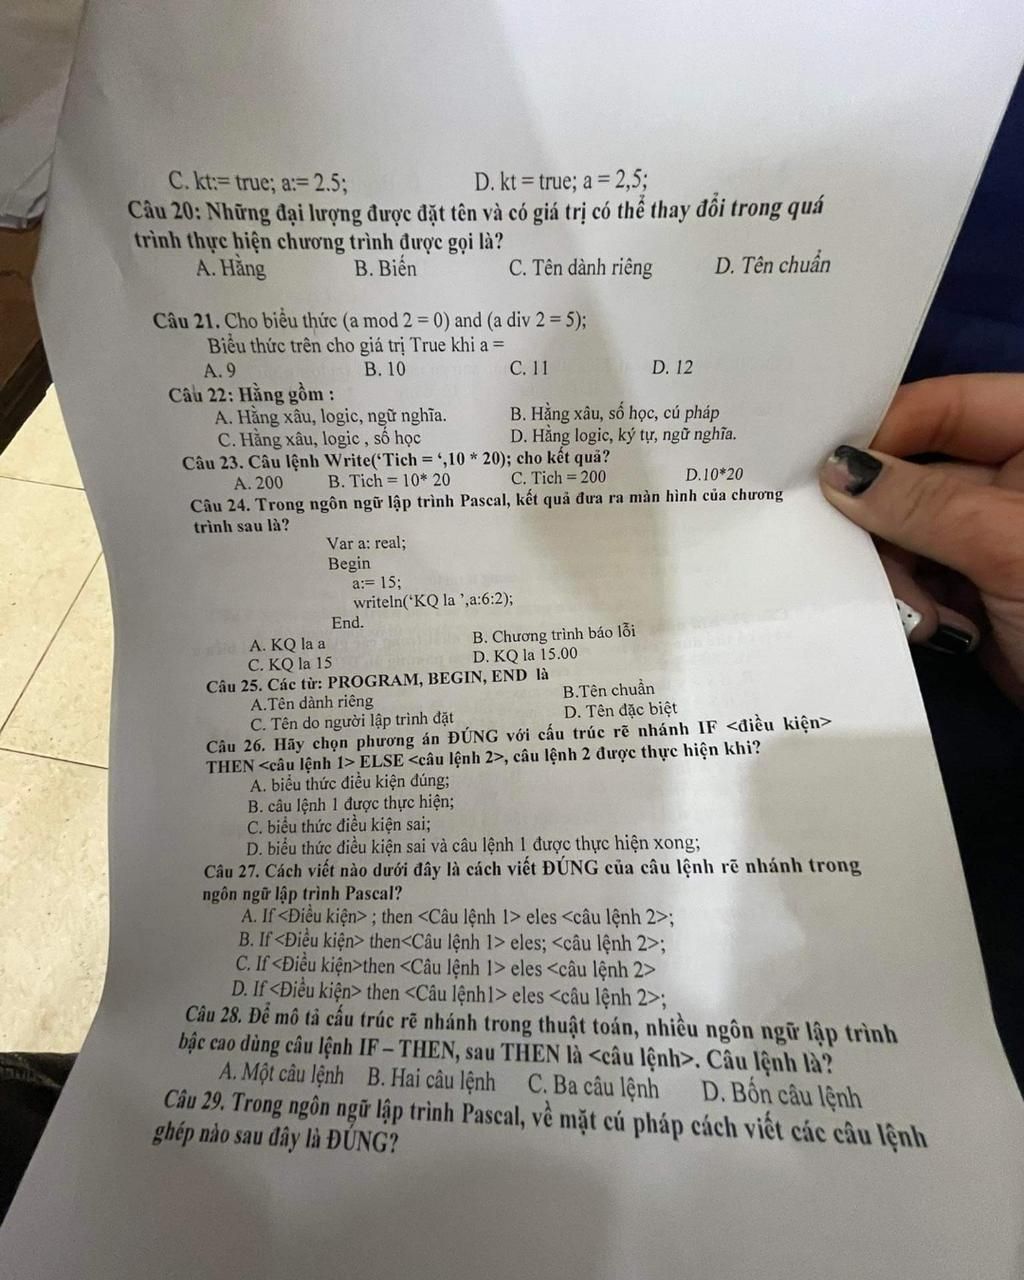 C. kt:= true; a:= 2.5; D. kt = true; a = 2,5;
Câu 20: Những đại lượng được đặt tên và có giá trị có thể thay đổi trong quá
trình thực hiện chương trình được gọi là?
A. Hằng B. Biến C. Tên dành riêng D. Tên chuẩn
Câu 21. Cho biểu thức (a mod 2 = 0) and (a div 2 = 5);
Biểu thức trên cho giá trị True khi a =
A. 9 B. 10 C. 11 D. 12
Câu 22: Hằng gồm :
A. Hằng xâu, logic, ngữ nghĩa. B. Hằng xâu, số học, cú pháp
C. Hằng xâu, logic , số học D. Hằng logic, ký tự, ngữ nghĩa.
Câu 23. Câu lệnh Write(‘Tich = ‘,10 * 20); cho kết quả?
A. 200 B. Tich = 10* 20 C. Tich = 200 D.10*20
Câu 24. Trong ngôn ngữ lập trình Pascal, kết quả đưa ra màn hình của chương
trình sau là?
Var a: real;
Begin
a:= 15;
writeln(‘KQ la ’,a:6:2);
End.
A. KQ la a B. Chương trình báo lỗi
C. KQ la 15 D. KQ la 15.00
Câu 25. Các từ: PROGRAM, BEGIN, END là
A.Tên dành riêng B.Tên chuẩn
C. Tên do người lập trình đặt D. Tên đặc biệt
Câu 26. Hãy chọn phương án ĐÚNG với cấu trúc rẽ nhánh IF <điều kiện>
THEN <câu lệnh 1> ELSE <câu lệnh 2>, câu lệnh 2 được thực hiện khi?
A. biểu thức điều kiện đúng;
B. câu lệnh 1 được thực hiện;
C. biểu thức điều kiện sai;
D. biểu thức điều kiện sai và câu lệnh 1 được thực hiện xong;
Câu 27. Cách viết nào dưới đây là cách viết ĐÚNG của câu lệnh rẽ nhánh trong
ngôn ngữ lập trình Pascal?
A. If <Điều kiện> ; then <Câu lệnh 1> eles <câu lệnh 2>;
B. If <Điều kiện> then<Câu lệnh 1> eles; <câu lệnh 2>;
C. If <Điều kiện>then <Câu lệnh 1> eles <câu lệnh 2>
D. If <Điều kiện> then <Câu lệnh1> eles <câu lệnh 2>;
Câu 28. Để mô tả cấu trúc rẽ nhánh trong thuật toán, nhiều ngôn ngữ lập trình
bậc cao dùng câu lệnh IF – THEN, sau THEN là <câu lệnh>. Câu lệnh là?
A. Một câu lệnh B. Hai câu lệnh C. Ba câu lệnh D. Bốn câu lệnh
Câu 29. Trong ngôn ngữ lập trình Pascal, về mặt cú pháp cách viết các câu lệnh
ghép nào sau đây là ĐÚNG?